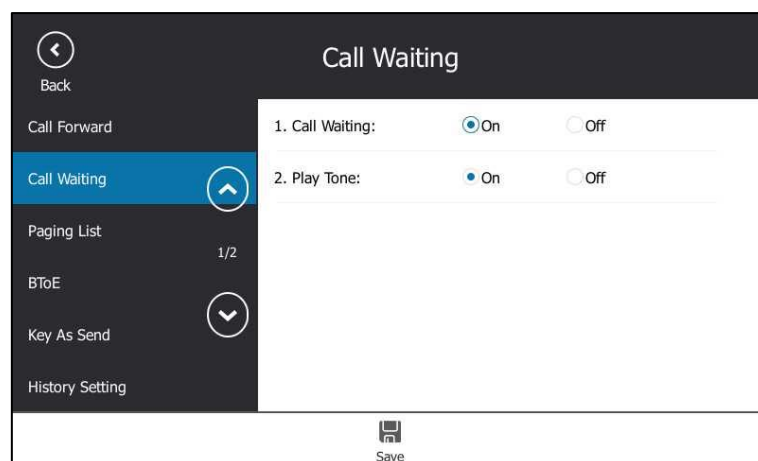 Back
Call Waiting
Call Forward
Call Waiting
Paging List
1/2
BToE
Key As Send
History Setting
1. Call Waiting: On Off
2. Play Tone: On Off
Save